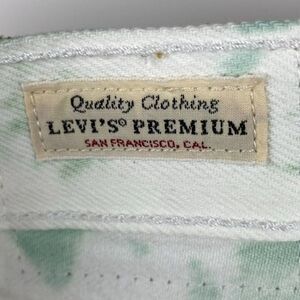 Quality Clothing
LEVI'S® PREMIUM
SAN FRANCISCO, CAL.